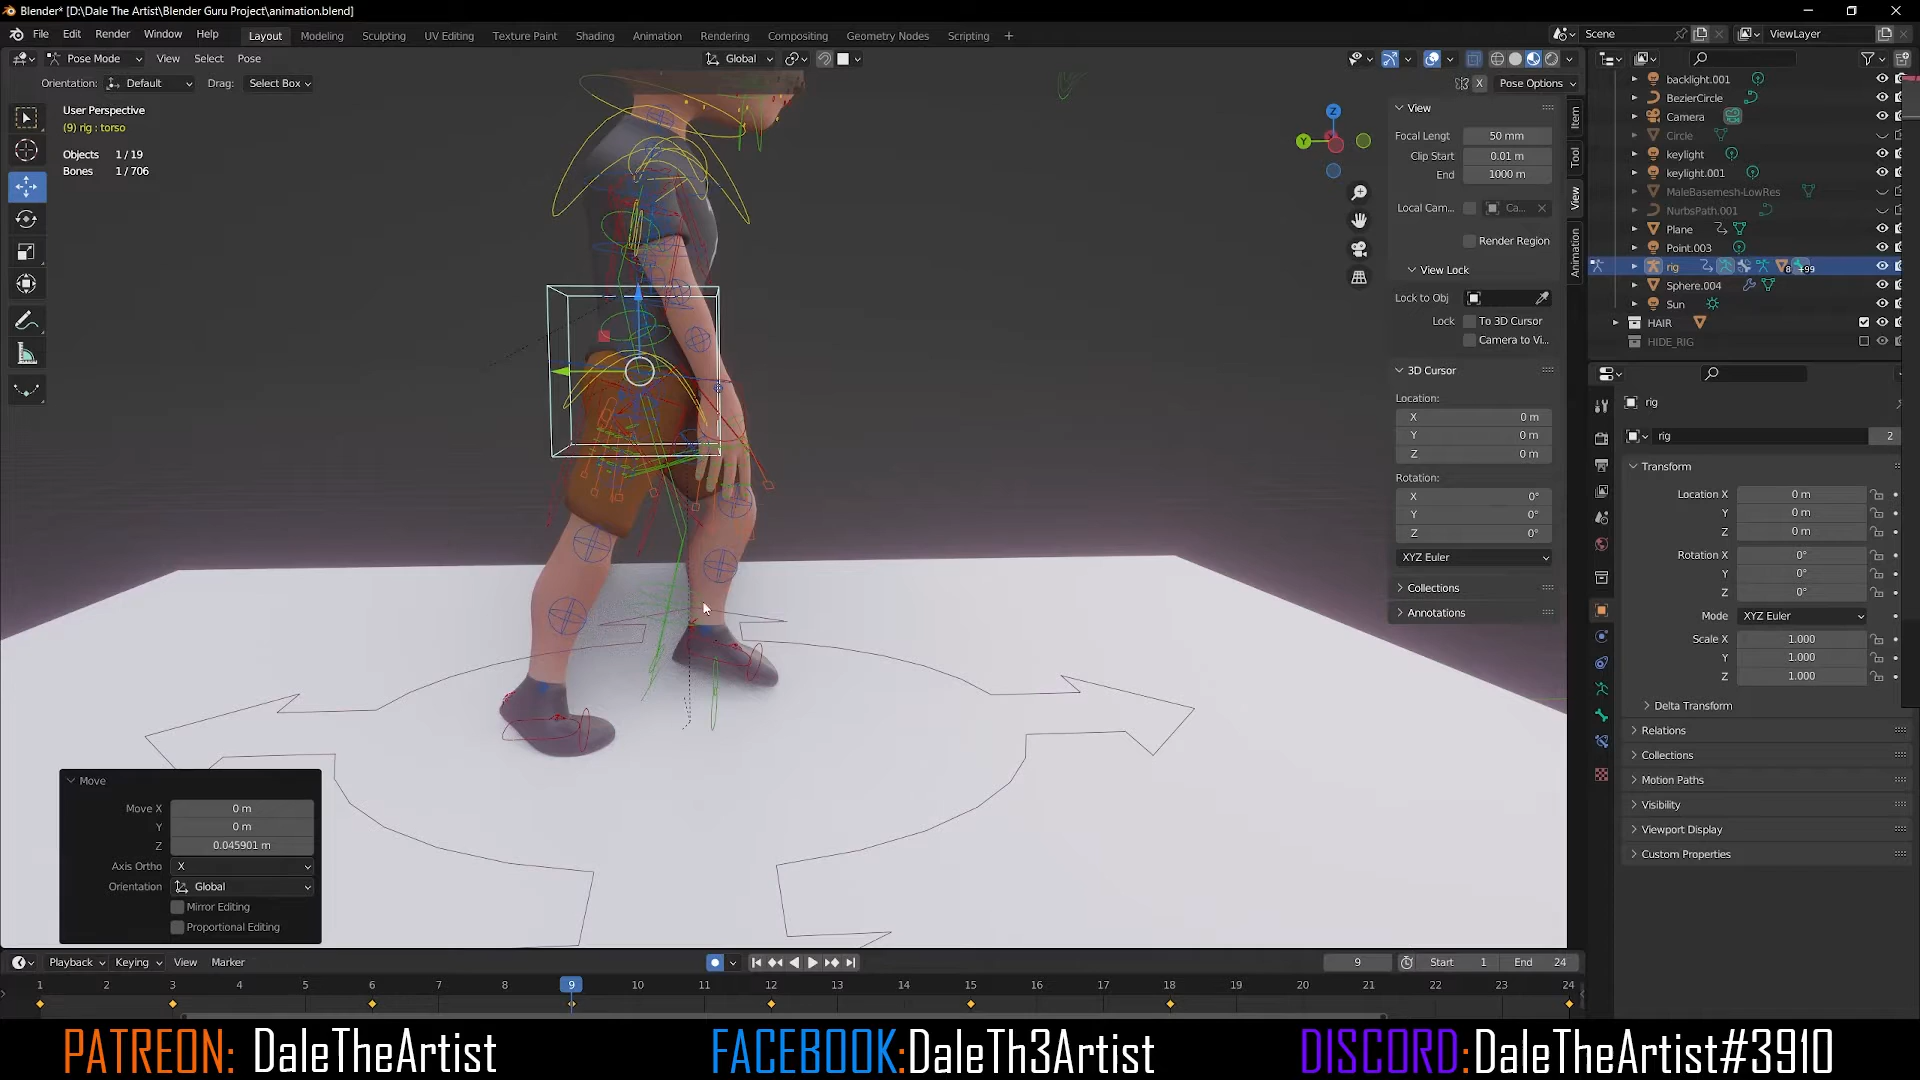 Blender* [D:\Dale The Artist\Blender Guru Project\animation.blend]
File Edit Render Window Help
Layout Modeling Sculpting UV Editing Texture Paint Shading Animation Rendering Compositing Geometry Nodes Scripting +
Scene
ViewLayer
Pose Mode View Select Pose
Global
Orientation: Default Drag: Select Box
X Pose Options
User Perspective
(9) rig : torso
Objects 1 / 19
Bones 1 / 706
Z
Y
View
Focal Lengt 50 mm
Clip Start 0.01 m
End 1000 m
Local Cam... Ca...
Render Region
View Lock
Lock to Obj
Lock To 3D Cursor
Camera to Vi...
3D Cursor
Location:
X 0 m
Y 0 m
Z 0 m
Rotation:
X 0°
Y 0°
Z 0°
XYZ Euler
Collections
Annotations
Item
Tool
View
Animation
backlight.001
BezierCircle
Camera
Circle
keylight
keylight.001
MaleBasemesh-LowRes
NurbsPath.001
Plane
Point.003
rig 8 +99
Sphere.004
Sun
HAIR
HIDE_RIG
rig
rig 2
Transform
Location X 0 m
Y 0 m
Z 0 m
Rotation X 0°
Y 0°
Z 0°
Mode XYZ Euler
Scale X 1.000
Y 1.000
Z 1.000
Delta Transform
Relations
Collections
Motion Paths
Visibility
Viewport Display
Custom Properties
Move
Move X 0 m
Y 0 m
Z 0.045901 m
Axis Ortho X
Orientation Global
Mirror Editing
Proportional Editing
Playback Keying View Marker
9 Start 1 End 24
1 2 3 4 5 6 7 8 9 10 11 12 13 14 15 16 17 18 19 20 21 22 23 24
PATREON: DaleTheArtist FACEBOOK:DaleTh3Artist DISCORD:DaleTheArtist#3910